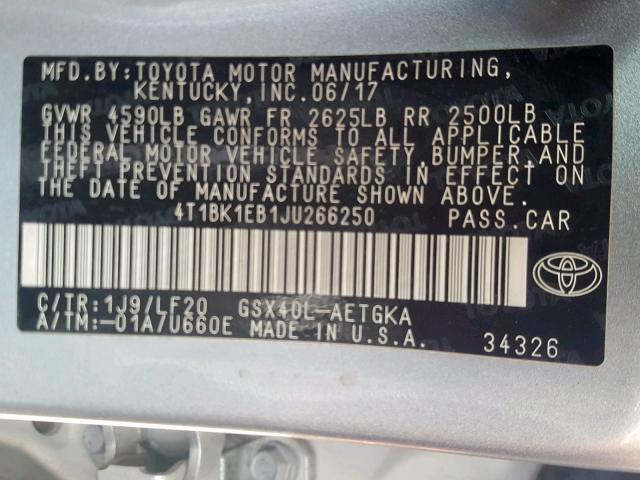 MFD.BY:TOYOTA MOTOR MANUFACTURING,
KENTUCKY,INC.06/17
GVWR 4590LB GAWR FR 2625LB RR 2500LB
THIS VEHICLE CONFORMS TO ALL APPLICABLE
FEDERAL MOTOR VEHICLE SAFETY,BUMPER,AND
THEFT PREVENTION STANDARDS IN EFFECT ON
THE DATE OF MANUFACTURE SHOWN ABOVE.
4T1BK1EB1JU266250 PASS.CAR
C/TR:1J9/LF20 GSX40L-AETGKA
A/TM:-01A/U660E MADE IN U.S.A.
34326